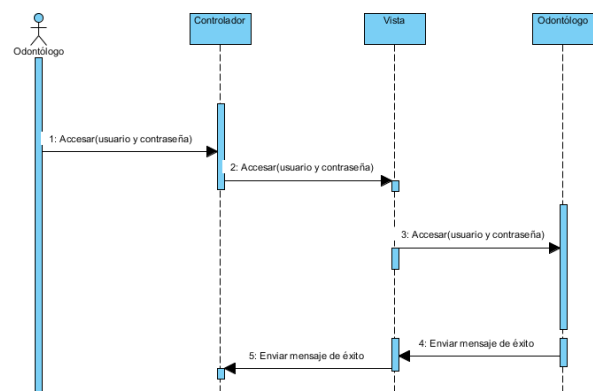 Controlador
Vista
Odontólogo
Odontólogo
1: Accesar(usuario y contraseña)
2: Accesar(usuario y contraseña)
3: Accesar(usuario y contraseña)
4: Enviar mensaje de éxito
5: Enviar mensaje de éxito